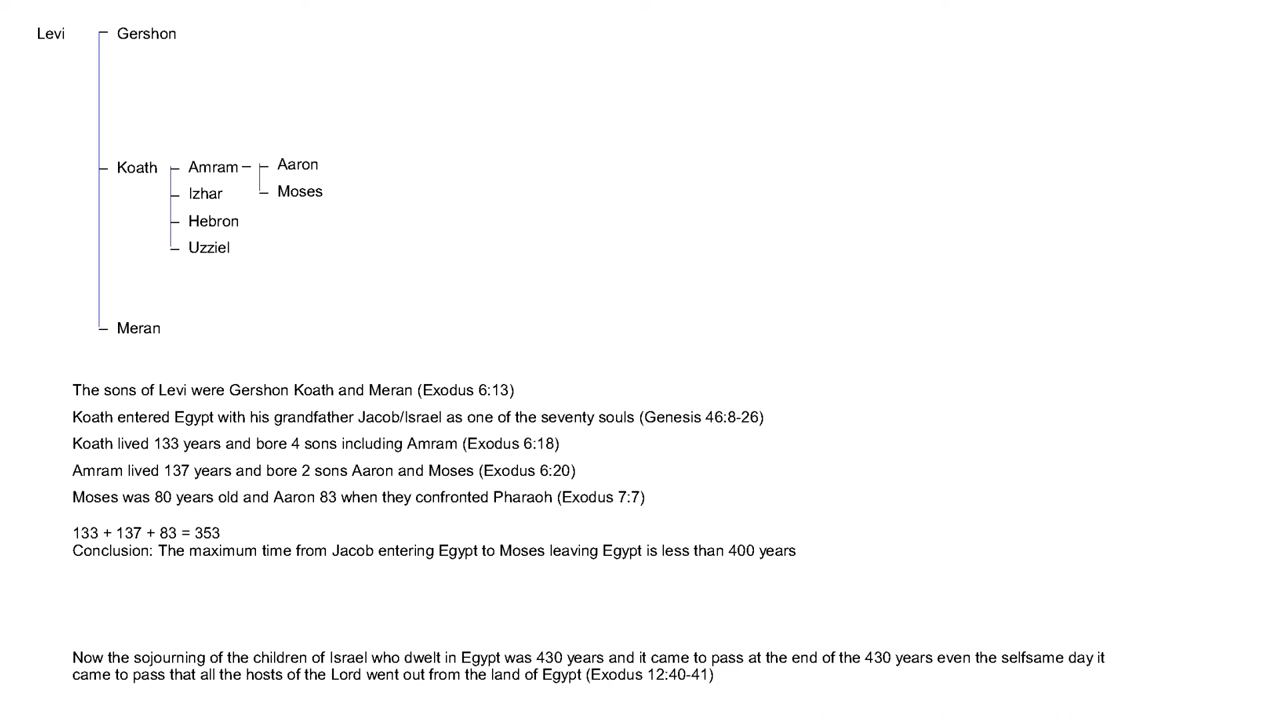 Levi Gershon
Koath Amram Aaron
Izhar Moses
Hebron
Uzziel
Meran
The sons of Levi were Gershon Koath and Meran (Exodus 6:13)
Koath entered Egypt with his grandfather Jacob/Israel as one of the seventy souls (Genesis 46:8-26)
Koath lived 133 years and bore 4 sons including Amram (Exodus 6:18)
Amram lived 137 years and bore 2 sons Aaron and Moses (Exodus 6:20)
Moses was 80 years old and Aaron 83 when they confronted Pharaoh (Exodus 7:7)
133 + 137 + 83 = 353
Conclusion: The maximum time from Jacob entering Egypt to Moses leaving Egypt is less than 400 years
Now the sojourning of the children of Israel who dwelt in Egypt was 430 years and it came to pass at the end of the 430 years even the selfsame day it
came to pass that all the hosts of the Lord went out from the land of Egypt (Exodus 12:40-41)